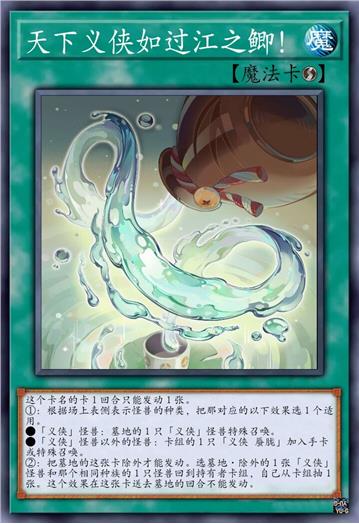 天下义侠如过江之鲫!
魔
【魔法卡】
这个卡名的卡1回合只能发动1张。
①:根据场上表侧表示怪兽的种类,把那对应的以下效果选1个适
用。
●「义侠」怪兽:墓地的1只「义侠」怪兽特殊召唤。
●「义侠」怪兽以外的怪兽:卡组的1只「义侠 蜃胧」加入手卡
或特殊召唤。
②:把墓地的这张卡除外才能发动。选墓地·除外的1张「义侠」
怪兽和那个相同种族的1只怪兽回到持有者卡组,自己从卡组抽1
张。这个效果在这张卡送去墓地的回合不能发动。